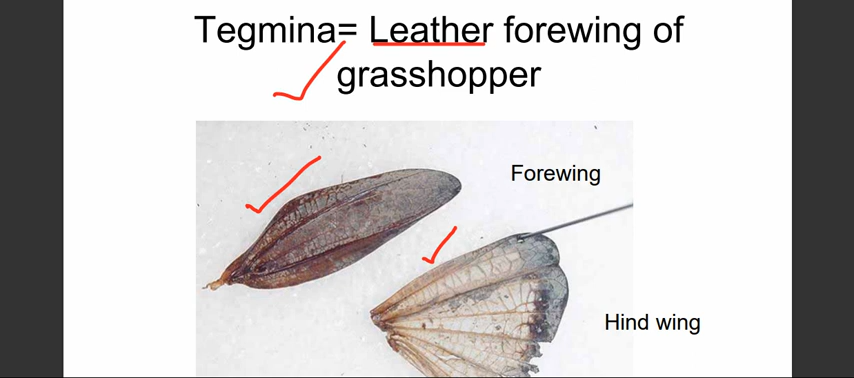 Tegmina= Leather forewing of
grasshopper
Forewing
Hind wing